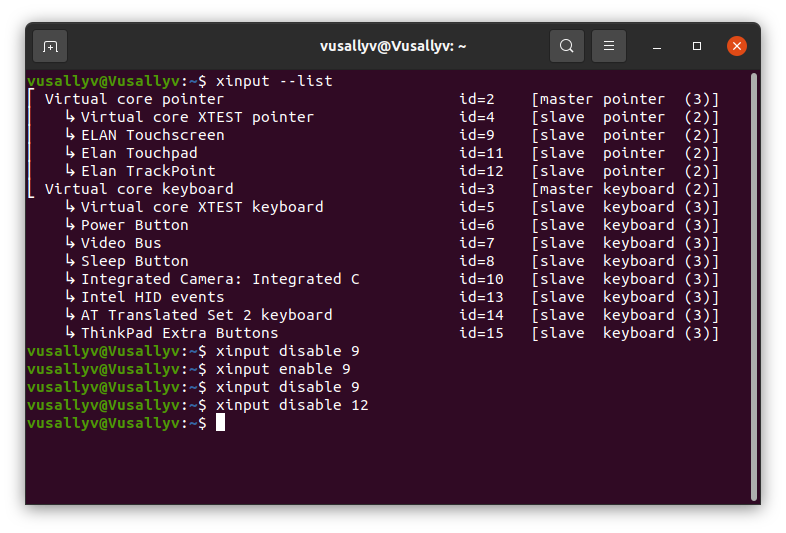 vusallyv@Vusallyv: ~
vusallyv@Vusallyv:~$ xinput --list
⎡ Virtual core pointer                          id=2    [master pointer  (3)]
⎜   ↳ Virtual core XTEST pointer                id=4    [slave  pointer  (2)]
⎜   ↳ ELAN Touchscreen                          id=9    [slave  pointer  (2)]
⎜   ↳ Elan Touchpad                             id=11   [slave  pointer  (2)]
⎜   ↳ Elan TrackPoint                           id=12   [slave  pointer  (2)]
⎣ Virtual core keyboard                         id=3    [master keyboard (2)]
    ↳ Virtual core XTEST keyboard               id=5    [slave  keyboard (3)]
    ↳ Power Button                              id=6    [slave  keyboard (3)]
    ↳ Video Bus                                 id=7    [slave  keyboard (3)]
    ↳ Sleep Button                              id=8    [slave  keyboard (3)]
    ↳ Integrated Camera: Integrated C           id=10   [slave  keyboard (3)]
    ↳ Intel HID events                          id=13   [slave  keyboard (3)]
    ↳ AT Translated Set 2 keyboard              id=14   [slave  keyboard (3)]
    ↳ ThinkPad Extra Buttons                    id=15   [slave  keyboard (3)]
vusallyv@Vusallyv:~$ xinput disable 9
vusallyv@Vusallyv:~$ xinput enable 9
vusallyv@Vusallyv:~$ xinput disable 9
vusallyv@Vusallyv:~$ xinput disable 12
vusallyv@Vusallyv:~$